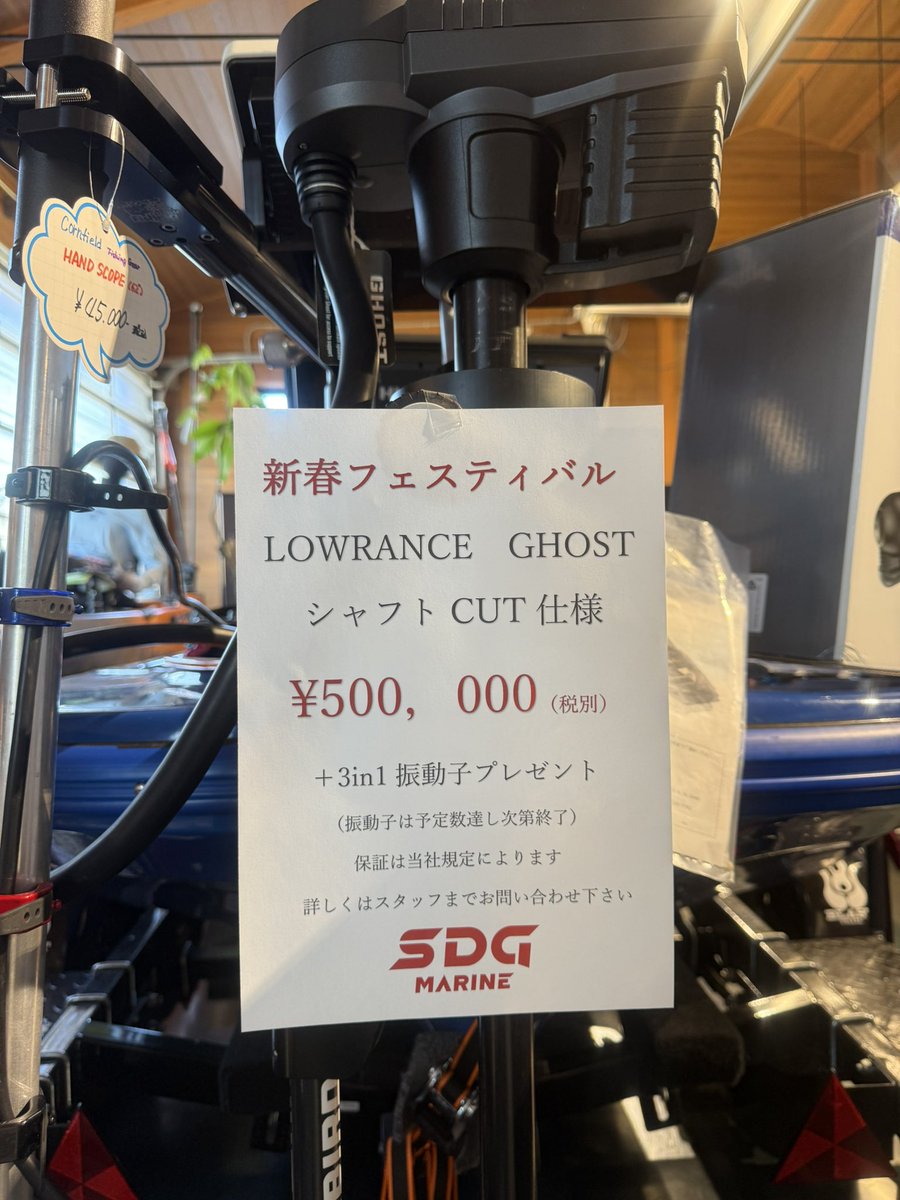 Cornfield Fishing Gear
HAND SCOPE
GHOST
新春フェスティバル
LOWRANCE GHOST
シャフト CUT 仕様
¥500, 000（税別）
＋3in1 振動子プレゼント
（振動子は予定数達し次第終了）
保証は当社規定によります
詳しくはスタッフまでお問い合わせ下さい
SDG
MARINE
BIRD